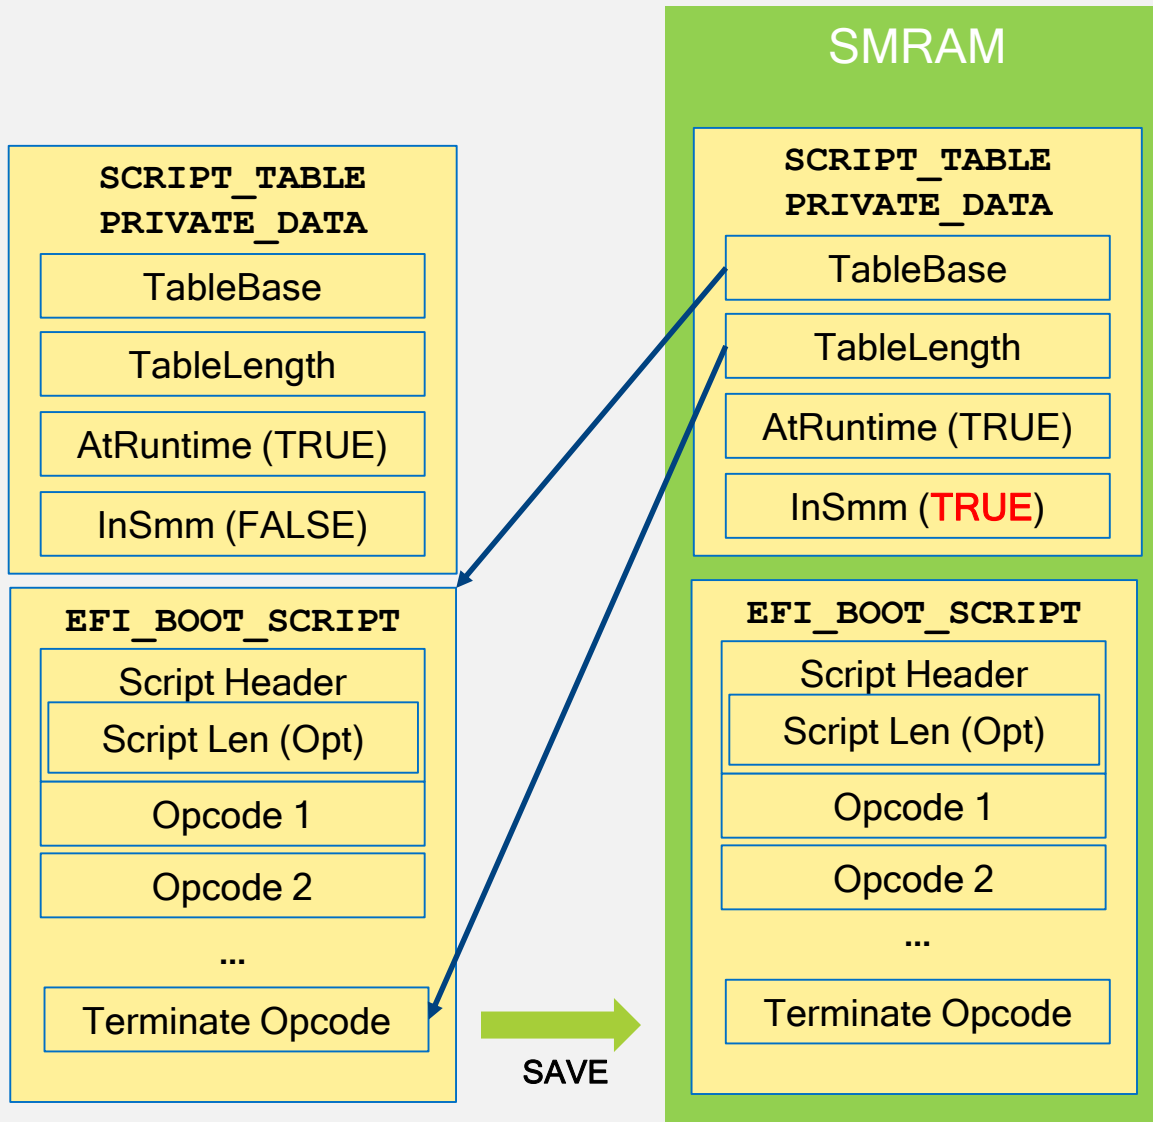 SMRAM
SCRIPT_TABLE
PRIVATE_DATA
TableBase
TableLength
AtRuntime (TRUE)
InSmm (FALSE)
EFI_BOOT_SCRIPT
Script Header
Script Len (Opt)
Opcode 1
Opcode 2
...
Terminate Opcode
SAVE
SCRIPT_TABLE
PRIVATE_DATA
TableBase
TableLength
AtRuntime (TRUE)
InSmm (TRUE)
EFI_BOOT_SCRIPT
Script Header
Script Len (Opt)
Opcode 1
Opcode 2
...
Terminate Opcode